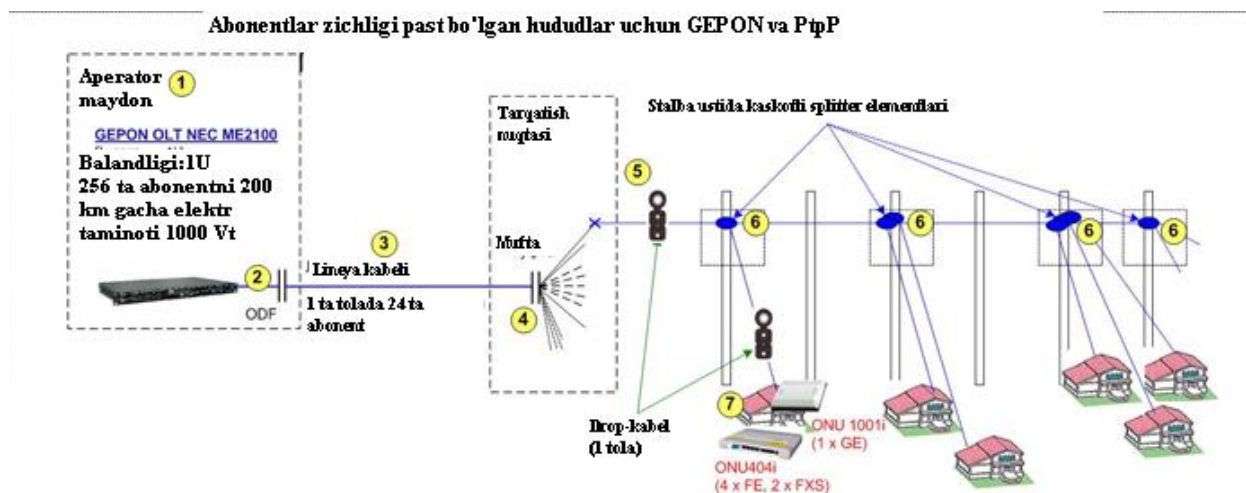 Abonentlar zichligi past bo'lgan hududlar uchun GEPON va PtpP
Aperator
maydon
1
GEPON OLT NEC ME2100
Balandligi:1U
256 ta abonentni 200
km gacha elektr
taminoti 1000 Vt
2
ODF
3
Lineya kabeli
1 ta tolada 24 ta
abonent
Tarqatish
nuqtasi
Mufta
4
Stalba ustida kaskotli splitter elementlari
5
6
6
6
6
Drop-kabel
(1 tola)
7
ONU 1001i
(1 x GE)
ONU404i
(4 x FE, 2 x FXS)